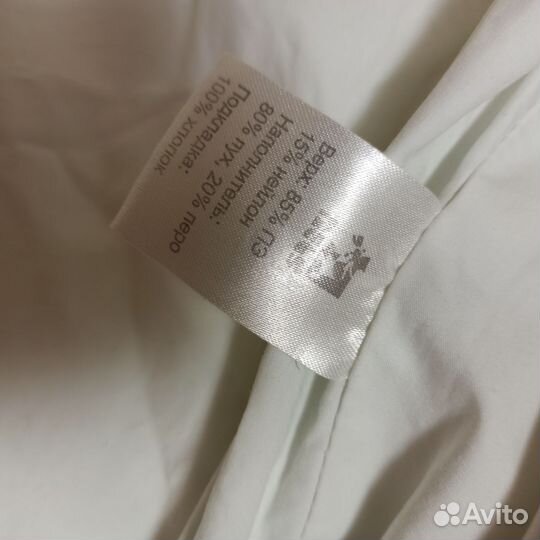 Верх: 85% ПЭ
15% нейлон
Наполнитель:
80% пух, 20% перо
Подкладка:
100% хлопок
Avito